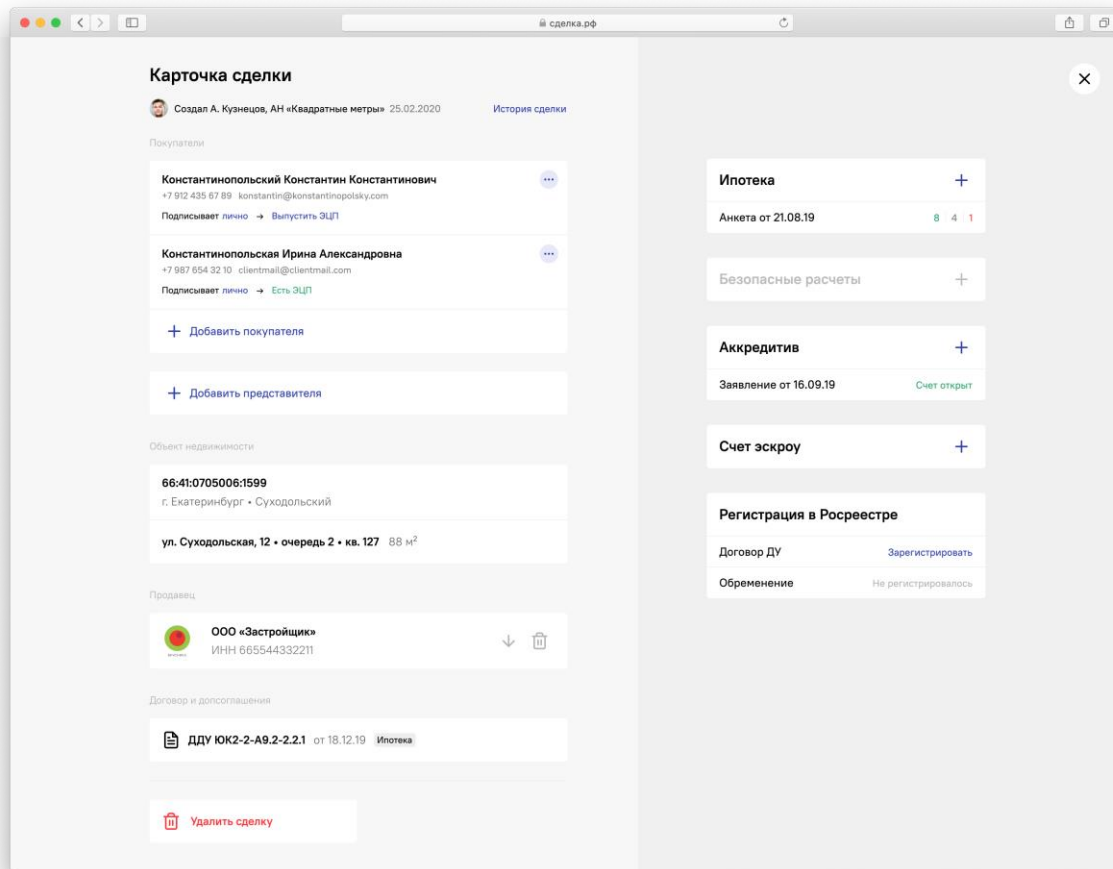 сделка.рф
Карточка сделки
Создал А. Кузнецов, АН «Квадратные метры» 25.02.2020 История сделки
Покупатели
Константинопольский Константин Константинович
+7 912 435 67 89 konstantin@konstantinopolsky.com
Подписывает лично → Выпустить ЭЦП
Константинопольская Ирина Александровна
+7 987 654 32 10 clientmail@clientmail.com
Подписывает лично → Есть ЭЦП
+ Добавить покупателя
+ Добавить представителя
Объект недвижимости
66:41:0705006:1599
г. Екатеринбург • Суходольский
ул. Суходольская, 12 • очередь 2 • кв. 127 88 м²
Продавец
ООО «Застройщик»
ИНН 665544332211
Договор и допсоглашения
ДДУ ЮК2-2-А9.2-2.2.1 от 18.12.19 Ипотека
Удалить сделку
Ипотека +
Анкета от 21.08.19 8 4 1
Безопасные расчеты +
Аккредитив +
Заявление от 16.09.19 Счет открыт
Счет эскроу +
Регистрация в Росреестре
Договор ДУ Зарегистрировать
Обременение Не регистрировалось